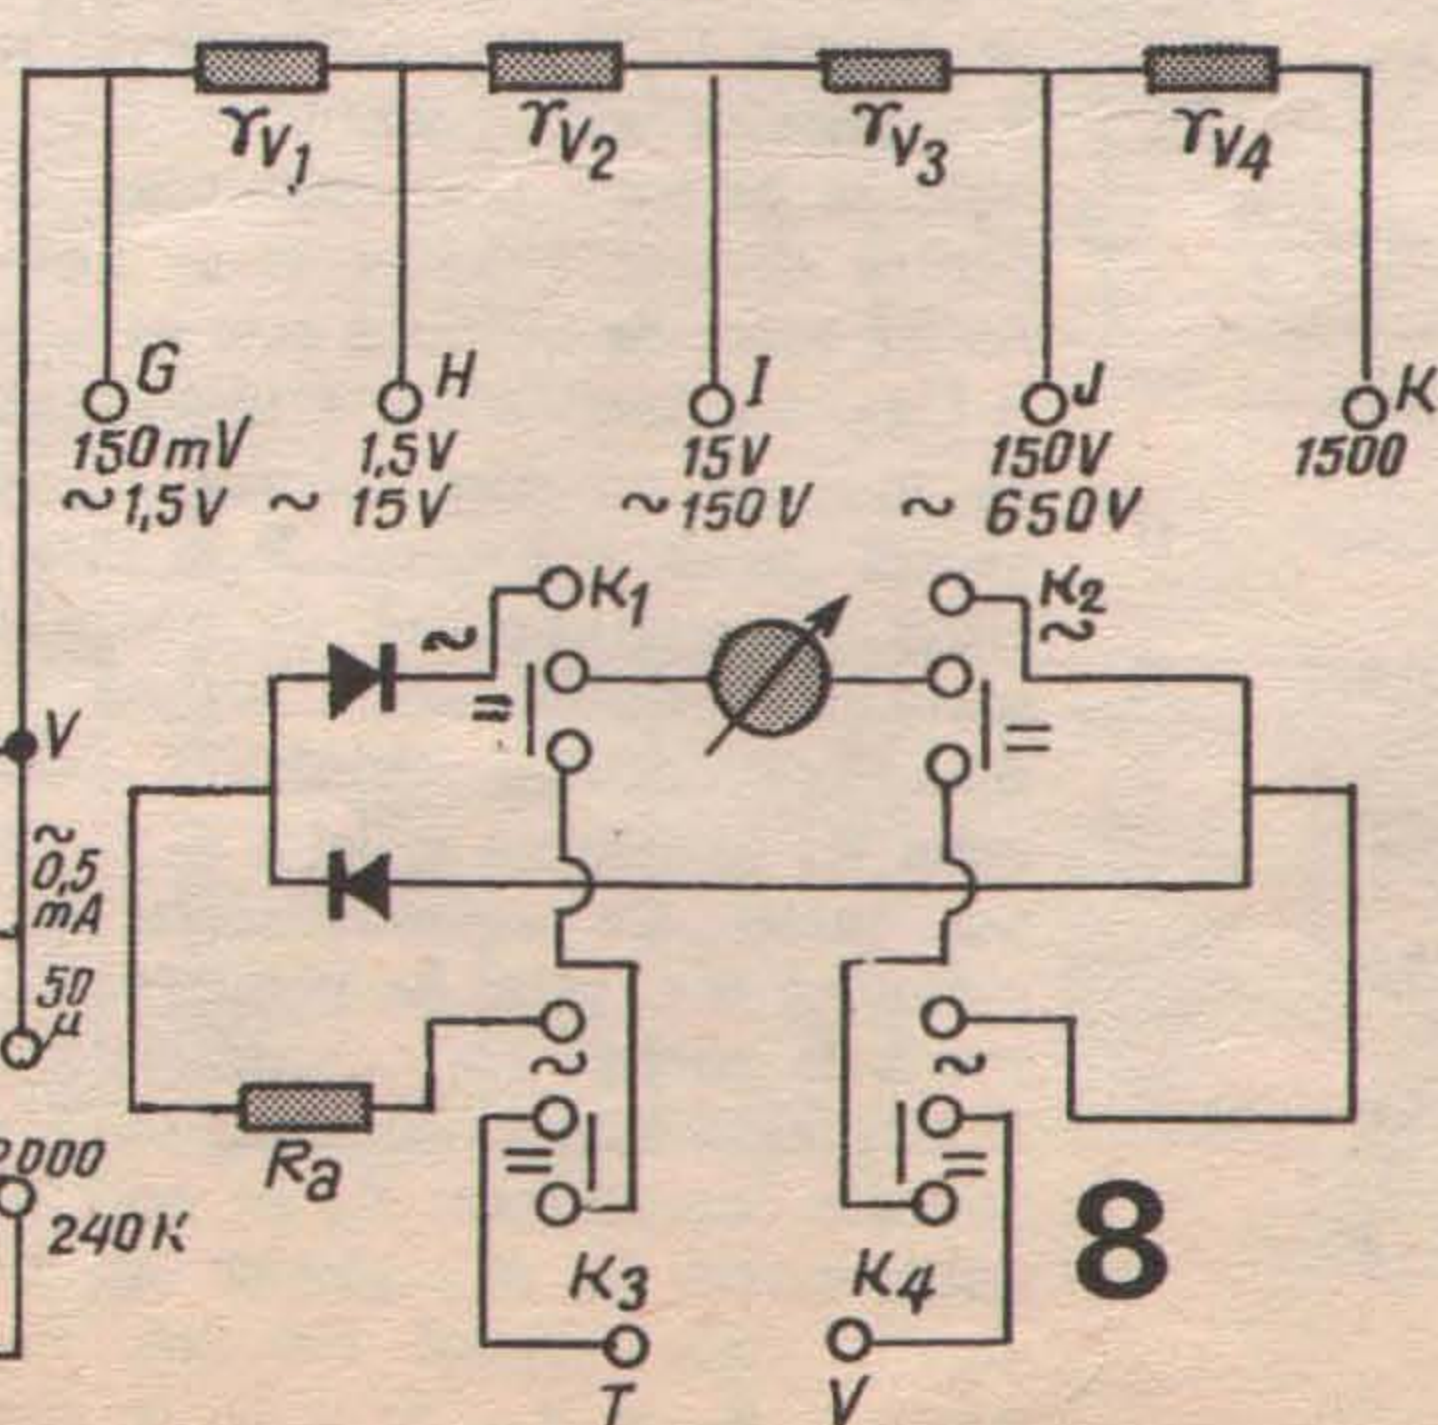 rV1 rV2 rV3 rV4
G H I J K
150mV 1,5V 15V 150V 1500
~1,5V ~ 15V ~150V ~ 650V
K1 K2
~ ~
= =
V
~
0,5
mA
50
μ
~ ~
= =
Ra
240K
K3 K4
8
T V